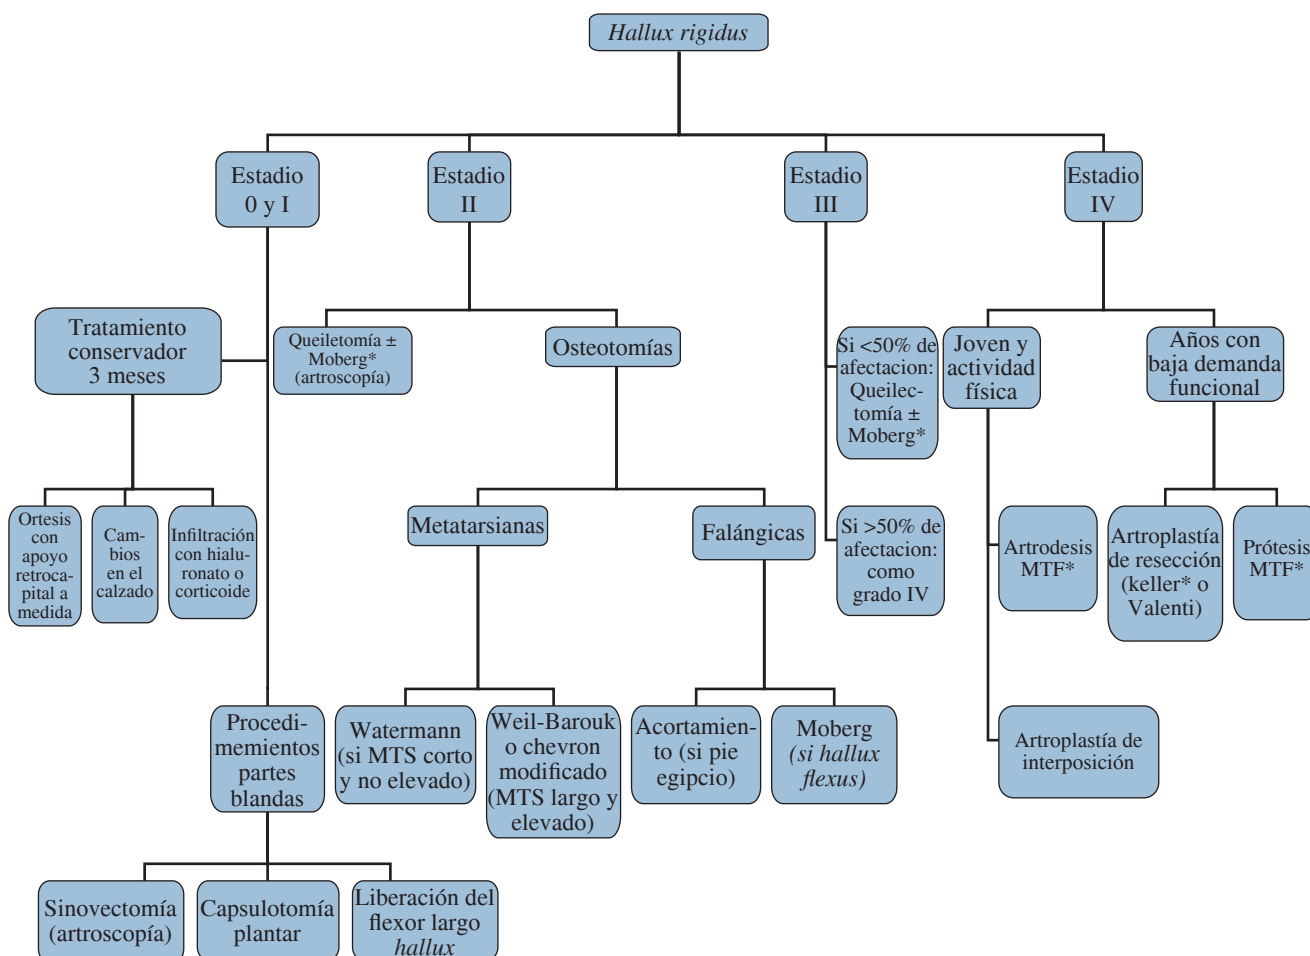 Hallux rigidus
Estadio
0 y I
Estadio
II
Estadio
III
Estadio
IV
Tratamiento
conservador
3 meses
Queiletomía ±
Moberg*
(artroscopía)
Osteotomías
Si <50% de
afectacion:
Queilec-
tomía ±
Moberg*
Joven y
actividad
física
Años con
baja demanda
funcional
Ortesis
con
apoyo
retroca-
pital a
medida
Cam-
bios
en el
calzado
Infiltración
con hialu-
ronato o
corticoide
Metatarsianas
Falángicas
Si >50% de
afectacion:
como
grado IV
Artrodesis
MTF*
Artroplastía
de resección
(keller* o
Valenti)
Prótesis
MTF*
Procedi-
memientos
partes
blandas
Watermann
(si MTS corto
y no elevado)
Weil-Barouk
o chevron
modificado
(MTS largo y
elevado)
Acortamien-
to (si pie
egipcio)
Moberg
(si hallux
flexus)
Artroplastía de
interposición
Sinovectomía
(artroscopía)
Capsulotomía
plantar
Liberación del
flexor largo
hallux